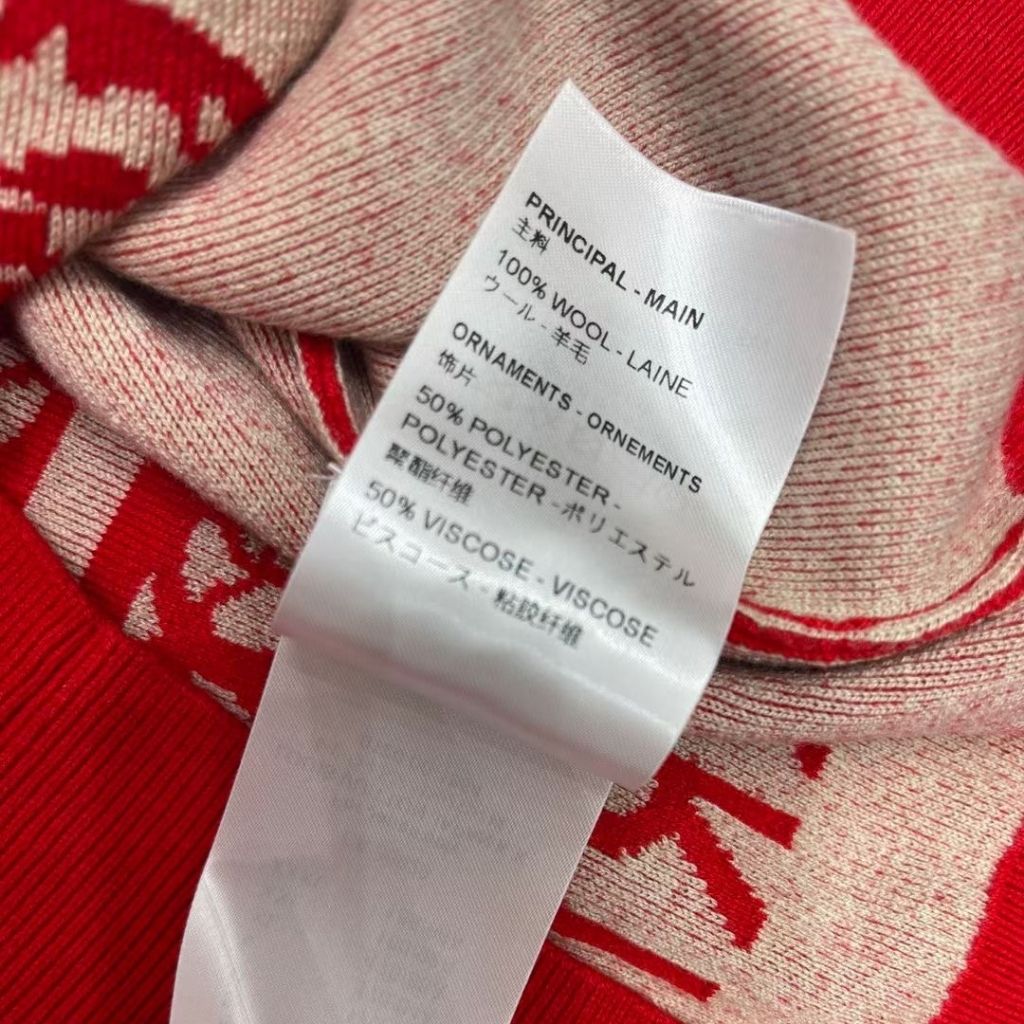 PRINCIPAL - MAIN
主料
100% WOOL - LAINE
ウール - 羊毛
ORNAMENTS - ORNEMENTS
饰片
50% POLYESTER -
POLYESTER -ポリエステル
聚酯纤维
50% VISCOSE - VISCOSE
ビスコース - 粘胶纤维